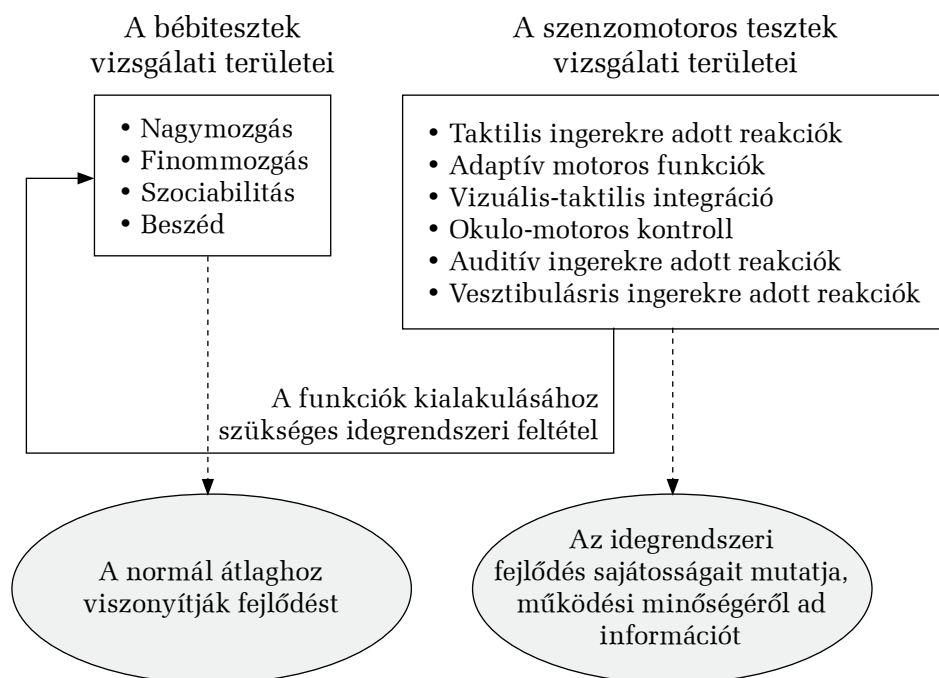 A bébitesztek
vizsgálati területei
• Nagymozgás
• Finommozgás
• Szociabilitás
• Beszéd
A szenzomotoros tesztek
vizsgálati területei
• Taktilis ingerekre adott reakciók
• Adaptív motoros funkciók
• Vizuális-taktilis integráció
• Okulo-motoros kontroll
• Auditív ingerekre adott reakciók
• Vesztibulásris ingerekre adott reakciók
A funkciók kialakulásához
szükséges idegrendszeri feltétel
A normál átlaghoz
viszonyítják fejlődést
Az idegrendszeri
fejlődés sajátosságait mutatja,
működési minőségéről ad
információt